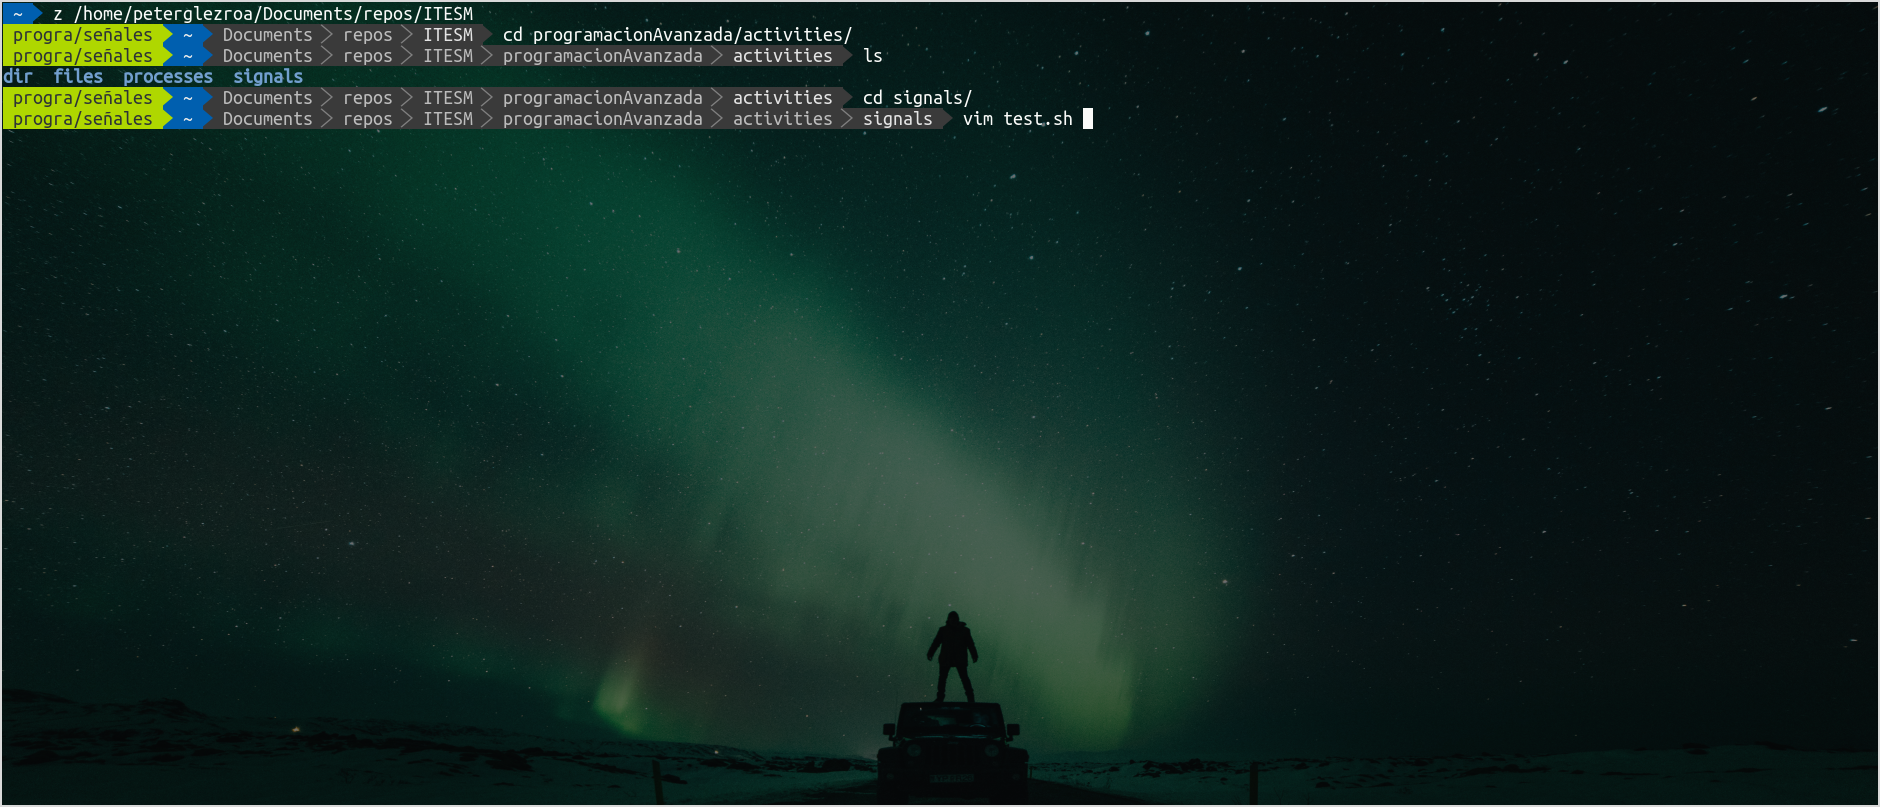 ~ z /home/peterglezroa/Documents/repos/ITESM
progra/señales ~ Documents repos ITESM cd programacionAvanzada/activities/
progra/señales ~ Documents repos ITESM programacionAvanzada activities ls
dir files processes signals
progra/señales ~ Documents repos ITESM programacionAvanzada activities cd signals/
progra/señales ~ Documents repos ITESM programacionAvanzada activities signals vim test.sh